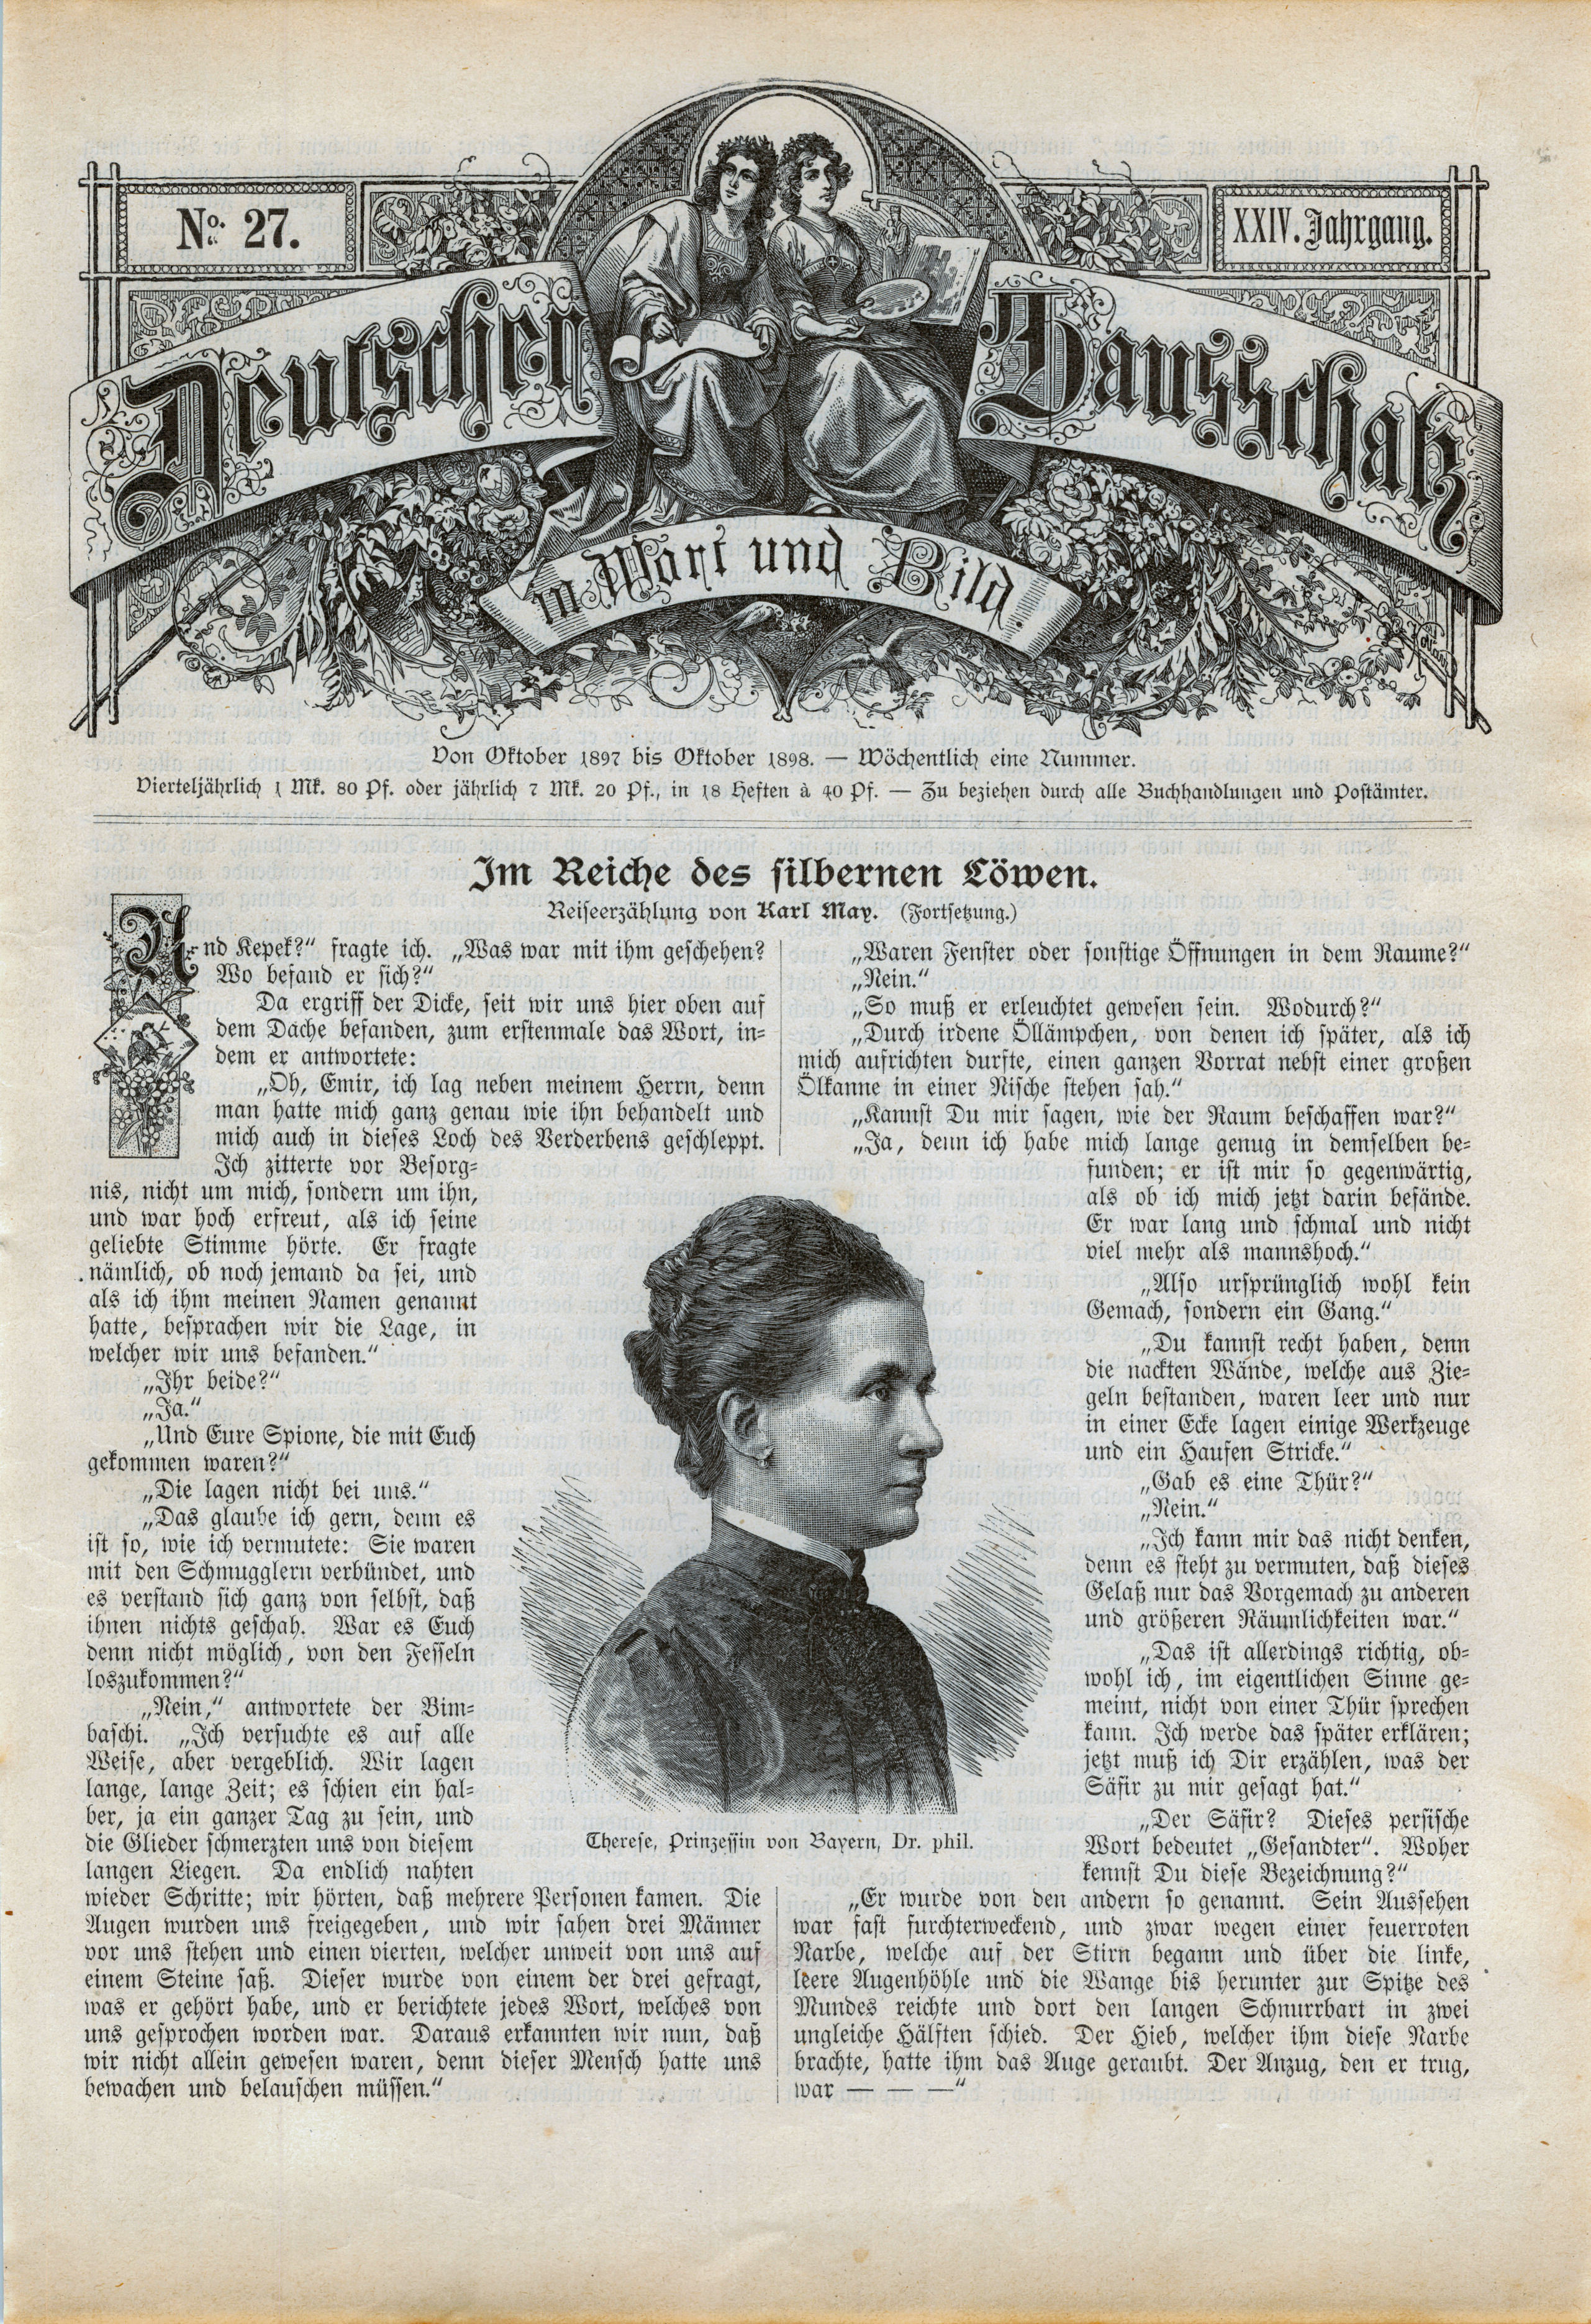 No. 27.
XXIV. Jahrgang.
Deutschen Hausschatz
in Wort und Bild.
Von Oktober 1897 bis Oktober 1898. — Wöchentlich eine Nummer.
Vierteljährlich 1 Mk. 80 Pf. oder jährlich 7 Mk. 20 Pf., in 18 Heften à 40 Pf. — Zu beziehen durch alle Buchhandlungen und Postämter.
Im Reiche des silbernen Löwen.
Reiseerzählung von Karl May. (Fortsetzung.)
Und Kepek?“ fragte ich. „Was war mit ihm geschehen?
Wo befand er sich?“
Da ergriff der Dicke, seit wir uns hier oben auf
dem Dache befanden, zum erstenmale das Wort, in-
dem er antwortete:
„Oh, Emir, ich lag neben meinem Herrn, denn
man hatte mich ganz genau wie ihn behandelt und
mich auch in dieses Loch des Verderbens geschleppt.
Ich zitterte vor Besorg-
nis, nicht um mich, sondern um ihn,
und war hoch erfreut, als ich seine
geliebte Stimme hörte. Er fragte
nämlich, ob noch jemand da sei, und
als ich ihm meinen Namen genannt
hatte, besprachen wir die Lage, in
welcher wir uns befanden.“
„Ihr beide?“
„Ja.“
„Und Eure Spione, die mit Euch
gekommen waren?“
„Die lagen nicht bei uns.“
„Das glaube ich gern, denn es
ist so, wie ich vermutete: Sie waren
mit den Schmugglern verbündet, und
es verstand sich ganz von selbst, daß
ihnen nichts geschah. War es Euch
denn nicht möglich, von den Fesseln
loszukommen?“
„Nein,“ antwortete der Bim-
baschi. „Ich versuchte es auf alle
Weise, aber vergeblich. Wir lagen
lange, lange Zeit; es schien ein hal-
ber, ja ein ganzer Tag zu sein, und
die Glieder schmerzten uns von diesem
langen Liegen. Da endlich nahten
wieder Schritte; wir hörten, daß mehrere Personen kamen. Die
Augen wurden uns freigegeben, und wir sahen drei Männer
vor uns stehen und einen vierten, welcher unweit von uns auf
einem Steine saß. Dieser wurde von einem der drei gefragt,
was er gehört habe, und er berichtete jedes Wort, welches von
uns gesprochen worden war. Daraus erkannten wir nun, daß
wir nicht allein gewesen waren, denn dieser Mensch hatte uns
bewachen und belauschen müssen.“
„Waren Fenster oder sonstige Öffnungen in dem Raume?“
„Nein.“
„So muß er erleuchtet gewesen sein. Wodurch?“
„Durch irdene Öllämpchen, von denen ich später, als ich
mich aufrichten durfte, einen ganzen Vorrat nebst einer großen
Ölkanne in einer Nische stehen sah.“
„Kannst Du mir sagen, wie der Raum beschaffen war?“
„Ja, denn ich habe mich lange genug in demselben be-
funden; er ist mir so gegenwärtig,
als ob ich mich jetzt darin befände.
Er war lang und schmal und nicht
viel mehr als mannshoch.“
„Also ursprünglich wohl kein
Gemach, sondern ein Gang.“
„Du kannst recht haben, denn
die nackten Wände, welche aus Zie-
geln bestanden, waren leer und nur
in einer Ecke lagen einige Werkzeuge
und ein Haufen Stricke.“
„Gab es eine Thür?“
„Nein.“
„Ich kann mir das nicht denken,
denn es steht zu vermuten, daß dieses
Gelaß nur das Vorgemach zu anderen
und größeren Räumlichkeiten war.“
„Das ist allerdings richtig, ob-
wohl ich, im eigentlichen Sinne ge-
meint, nicht von einer Thür sprechen
kann. Ich werde das später erklären;
jetzt muß ich Dir erzählen, was der
Säfir zu mir gesagt hat.“
„Der Säfir? Dieses persische
Wort bedeutet „Gesandter“. Woher
kennst Du diese Bezeichnung?“
„Er wurde von den andern so genannt. Sein Aussehen
war fast furchterweckend, und zwar wegen einer feuerroten
Narbe, welche auf der Stirn begann und über die linke,
leere Augenhöhle und die Wange bis herunter zur Spitze des
Mundes reichte und dort den langen Schnurrbart in zwei
ungleiche Hälften schied. Der Hieb, welcher ihm diese Narbe
brachte, hatte ihm das Auge geraubt. Der Anzug, den er trug,
war — — —“
Therese, Prinzessin von Bayern, Dr. phil.